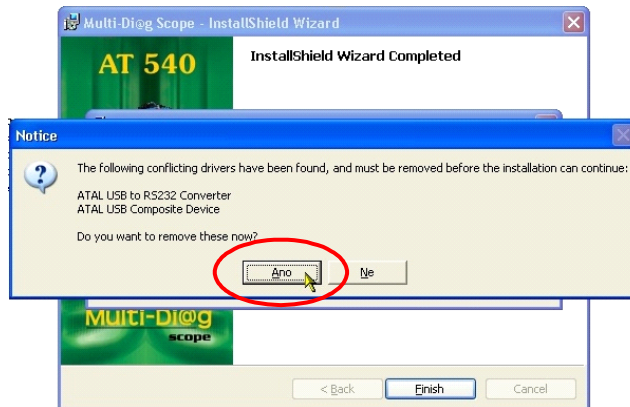 Multi-Di@g Scope - InstallShield Wizard
AT 540
InstallShield Wizard Completed
Notice
The following conflicting drivers have been found, and must be removed before the installation can continue:
ATAL USB to RS232 Converter
ATAL USB Composite Device
Do you want to remove these now?
Ano
Ne
Multi-Di@g
scope
< Back
Finish
Cancel